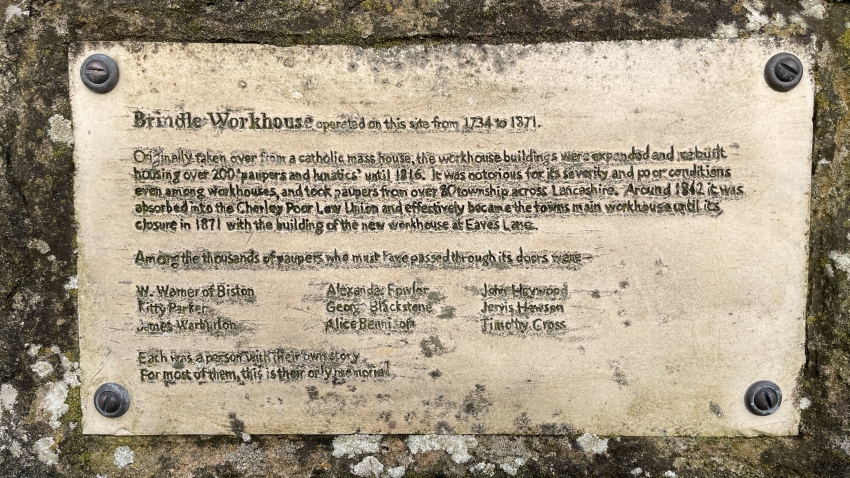 Brindle Workhouse operated on this site from 1734 to 1871.
Originally taken over from a catholic mass house, the workhouse buildings were expanded and rebuilt
housing over 200 'paupers and lunatics' until 1816. It was notorious for its severity and poor conditions
even among workhouses, and took paupers from over 80 township across Lancashire. Around 1842 it was
absorbed into the Chorley Poor Law Union and effectively became the towns main workhouse until its
closure in 1871 with the building of the new workhouse at Eaves Lane.
Among the thousands of paupers who must have passed through its doors were -
W. Warner of Biston Alexander Fowler John Heywood
Kitty Parker George Blackstone Jervis Hewson
James Warburton Alice Bennison Timothy Cross
Each was a person with their own story
For most of them, this is their only memorial